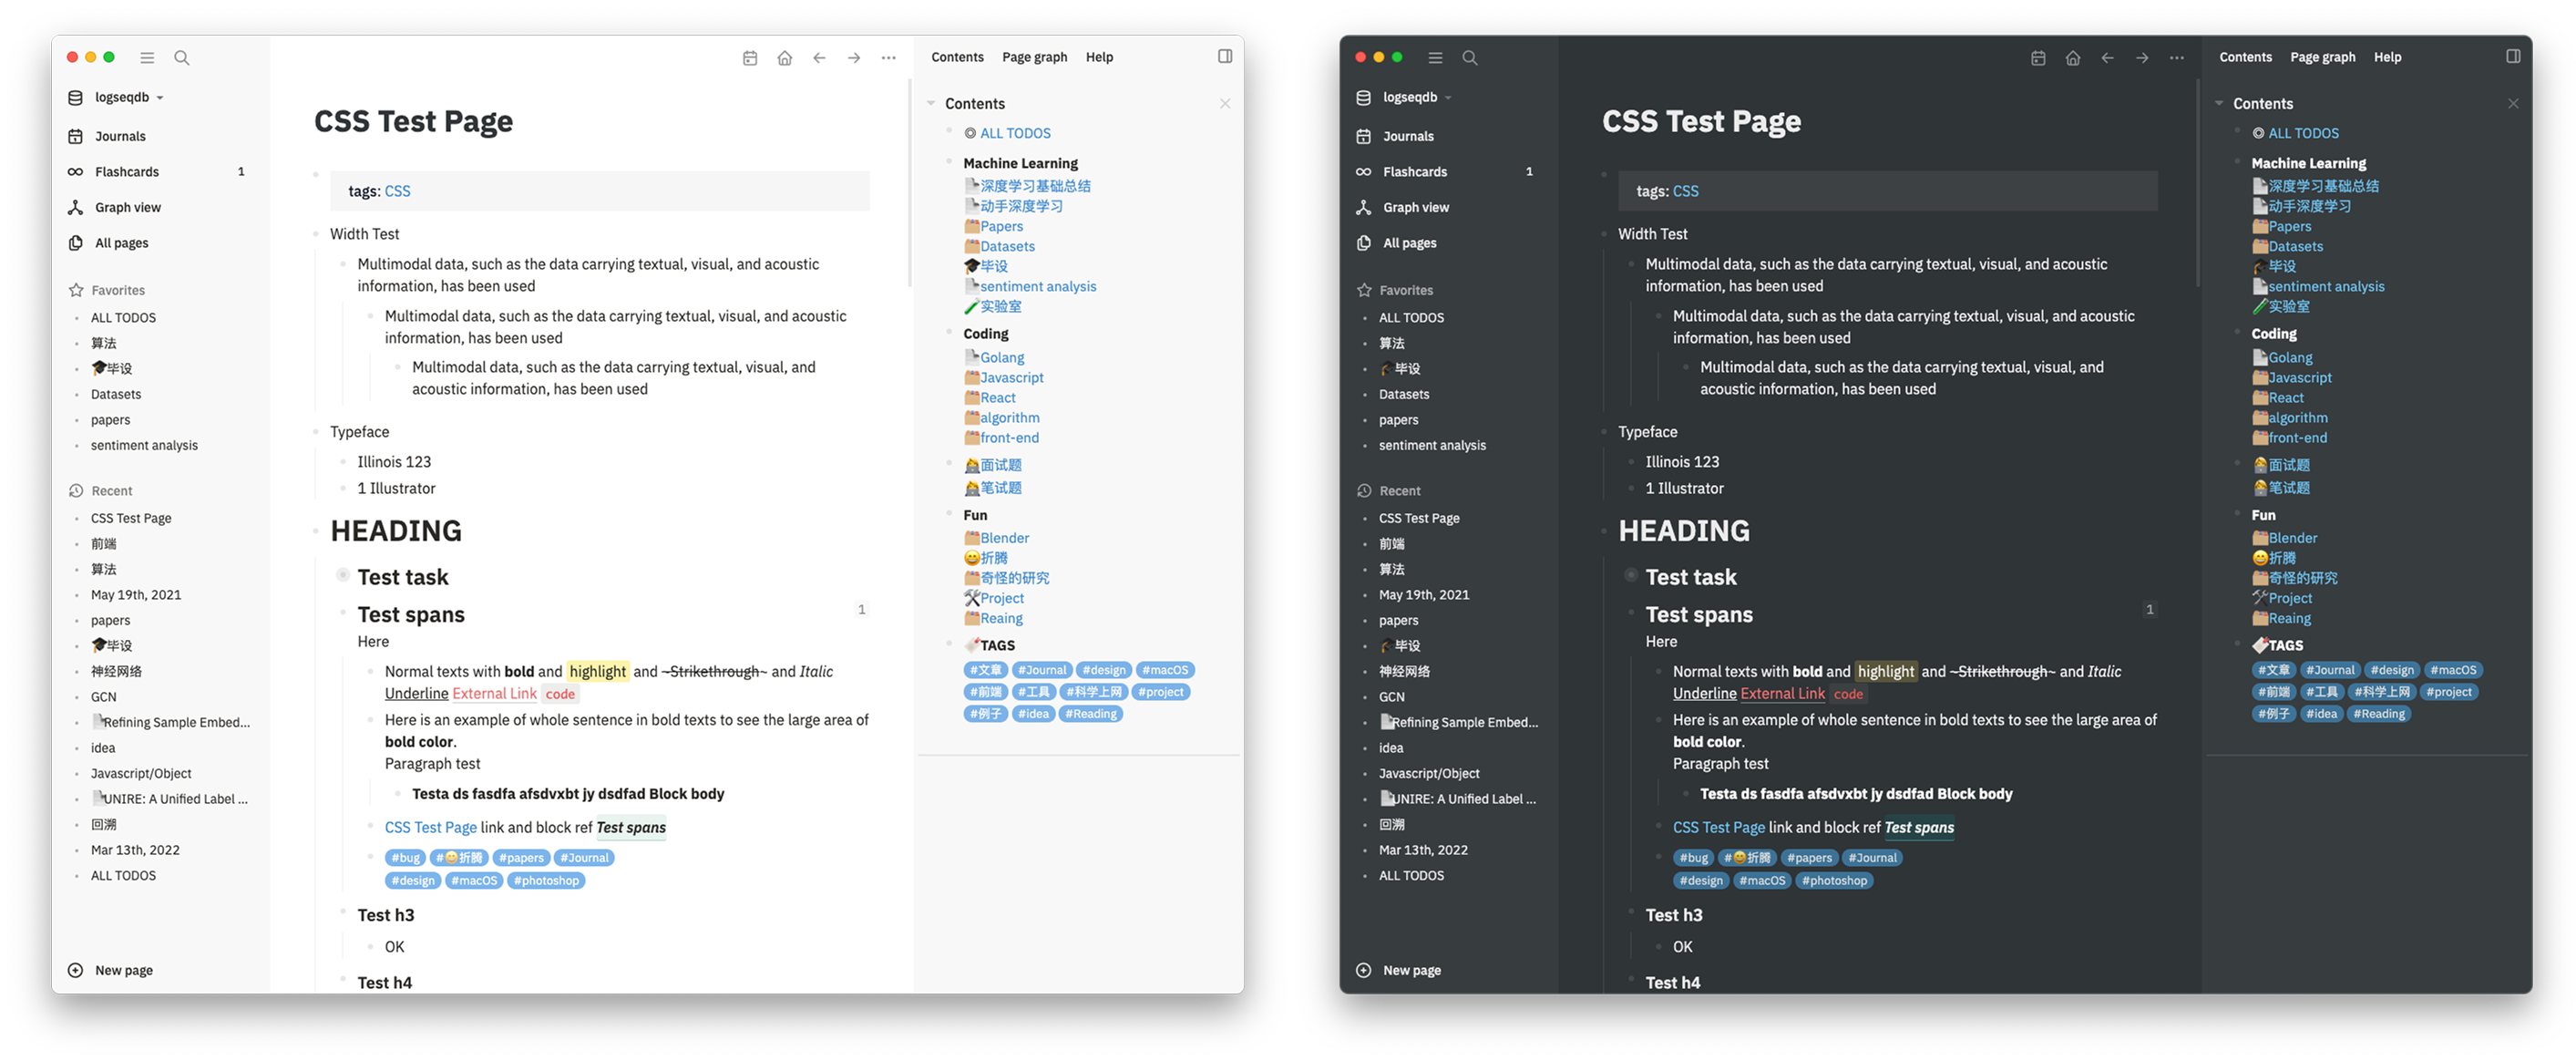 logseqdb
Journals
Flashcards 1
Graph view
All pages
Favorites
ALL TODOS
算法
🎓毕设
Datasets
papers
sentiment analysis
Recent
CSS Test Page
前端
算法
May 19th, 2021
papers
🎓毕设
神经网络
GCN
Refining Sample Embed...
idea
Javascript/Object
UNIRE: A Unified Label ...
回溯
Mar 13th, 2022
ALL TODOS
New page
CSS Test Page
tags: CSS
Width Test
Multimodal data, such as the data carrying textual, visual, and acoustic
information, has been used
Multimodal data, such as the data carrying textual, visual, and acoustic
information, has been used
Multimodal data, such as the data carrying textual, visual, and
acoustic information, has been used
Typeface
Illinois 123
1 Illustrator
HEADING
Test task
Test spans 1
Here
Normal texts with bold and highlight and ~Strikethrough~ and Italic
Underline External Link code
Here is an example of whole sentence in bold texts to see the large area of
bold color.
Paragraph test
Testa ds fasdfa afsdvxbt jy dsdfad Block body
CSS Test Page link and block ref Test spans
#bug #😄折腾 #papers #Journal
#design #macOS #photoshop
Test h3
OK
Test h4
Contents Page graph Help
Contents
ALL TODOS
Machine Learning
深度学习基础总结
动手深度学习
Papers
Datasets
毕设
sentiment analysis
实验室
Coding
Golang
Javascript
React
algorithm
front-end
面试题
笔试题
Fun
Blender
折腾
奇怪的研究
Project
Reaing
TAGS
#文章 #Journal #design #macOS
#前端 #工具 #科学上网 #project
#例子 #idea #Reading
logseqdb
Journals
Flashcards 1
Graph view
All pages
Favorites
ALL TODOS
算法
🎓毕设
Datasets
papers
sentiment analysis
Recent
CSS Test Page
前端
算法
May 19th, 2021
papers
🎓毕设
神经网络
GCN
Refining Sample Embed...
idea
Javascript/Object
UNIRE: A Unified Label ...
回溯
Mar 13th, 2022
ALL TODOS
New page
CSS Test Page
tags: CSS
Width Test
Multimodal data, such as the data carrying textual, visual, and acoustic
information, has been used
Multimodal data, such as the data carrying textual, visual, and acoustic
information, has been used
Multimodal data, such as the data carrying textual, visual, and
acoustic information, has been used
Typeface
Illinois 123
1 Illustrator
HEADING
Test task
Test spans 1
Here
Normal texts with bold and highlight and ~Strikethrough~ and Italic
Underline External Link code
Here is an example of whole sentence in bold texts to see the large area of
bold color.
Paragraph test
Testa ds fasdfa afsdvxbt jy dsdfad Block body
CSS Test Page link and block ref Test spans
#bug #😄折腾 #papers #Journal
#design #macOS #photoshop
Test h3
OK
Test h4
Contents Page graph Help
Contents
ALL TODOS
Machine Learning
深度学习基础总结
动手深度学习
Papers
Datasets
毕设
sentiment analysis
实验室
Coding
Golang
Javascript
React
algorithm
front-end
面试题
笔试题
Fun
Blender
折腾
奇怪的研究
Project
Reaing
TAGS
#文章 #Journal #design #macOS
#前端 #工具 #科学上网 #project
#例子 #idea #Reading